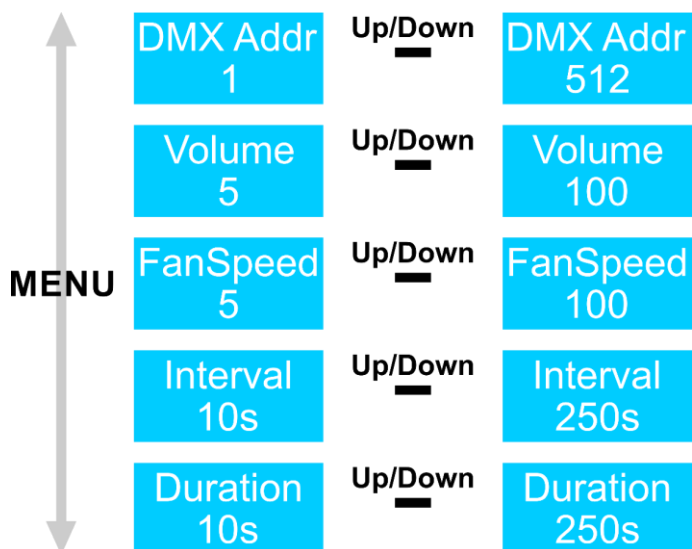 DMX Addr
1
Up/Down
DMX Addr
512
Volume
5
Up/Down
Volume
100
MENU
FanSpeed
5
Up/Down
FanSpeed
100
Interval
10s
Up/Down
Interval
250s
Duration
10s
Up/Down
Duration
250s